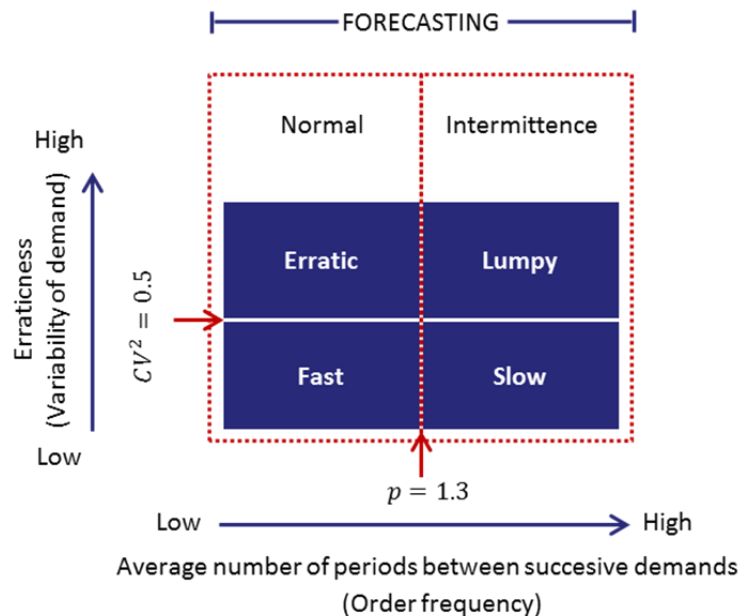 FORECASTING
Normal
Intermittence
High
Erraticness
(Variability of demand)
Low
CV² = 0.5
Erratic
Lumpy
Fast
Slow
p = 1.3
Low
High
Average number of periods between succesive demands
(Order frequency)